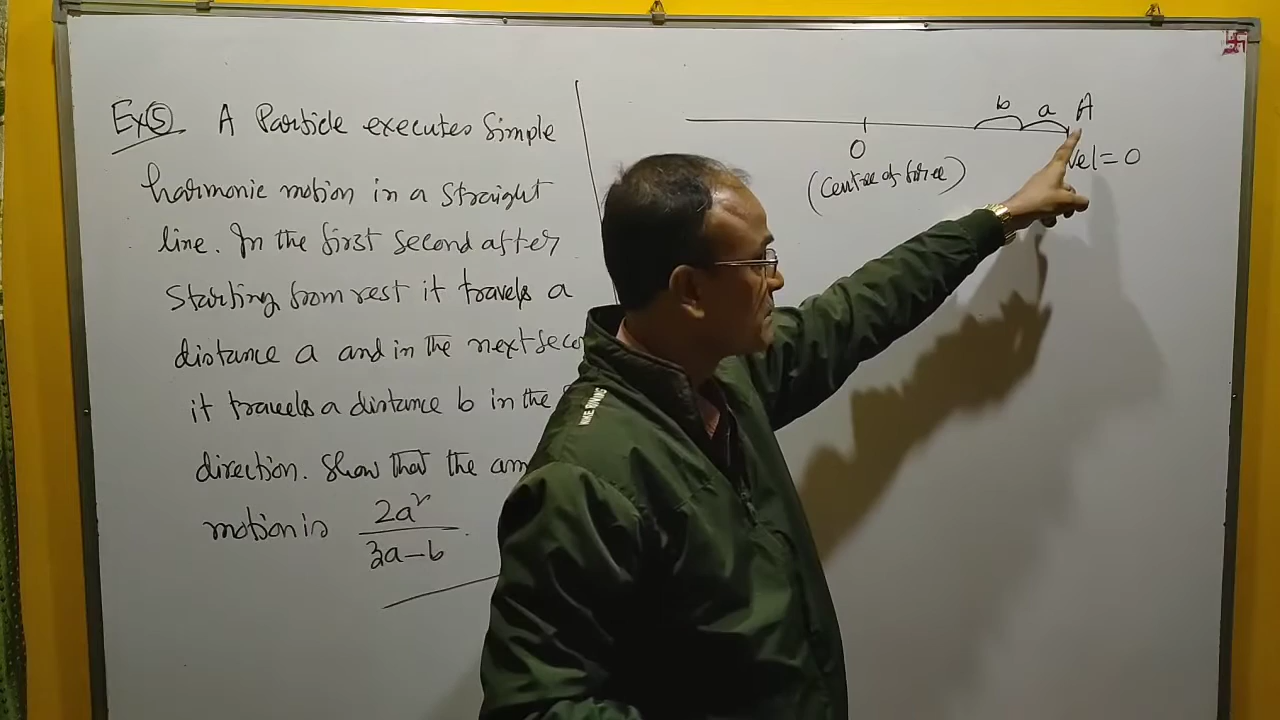 Ex⑤ A Particle executes Simple
harmonic motion in a straight
line. In the first second after
starting from rest it travels a
distance a and in the next
it travels a distance b in the
direction. Show that the
motion is 2a²
3a-b
b a A
O Vel = 0
(Centre of force)
NIKE RUNNING